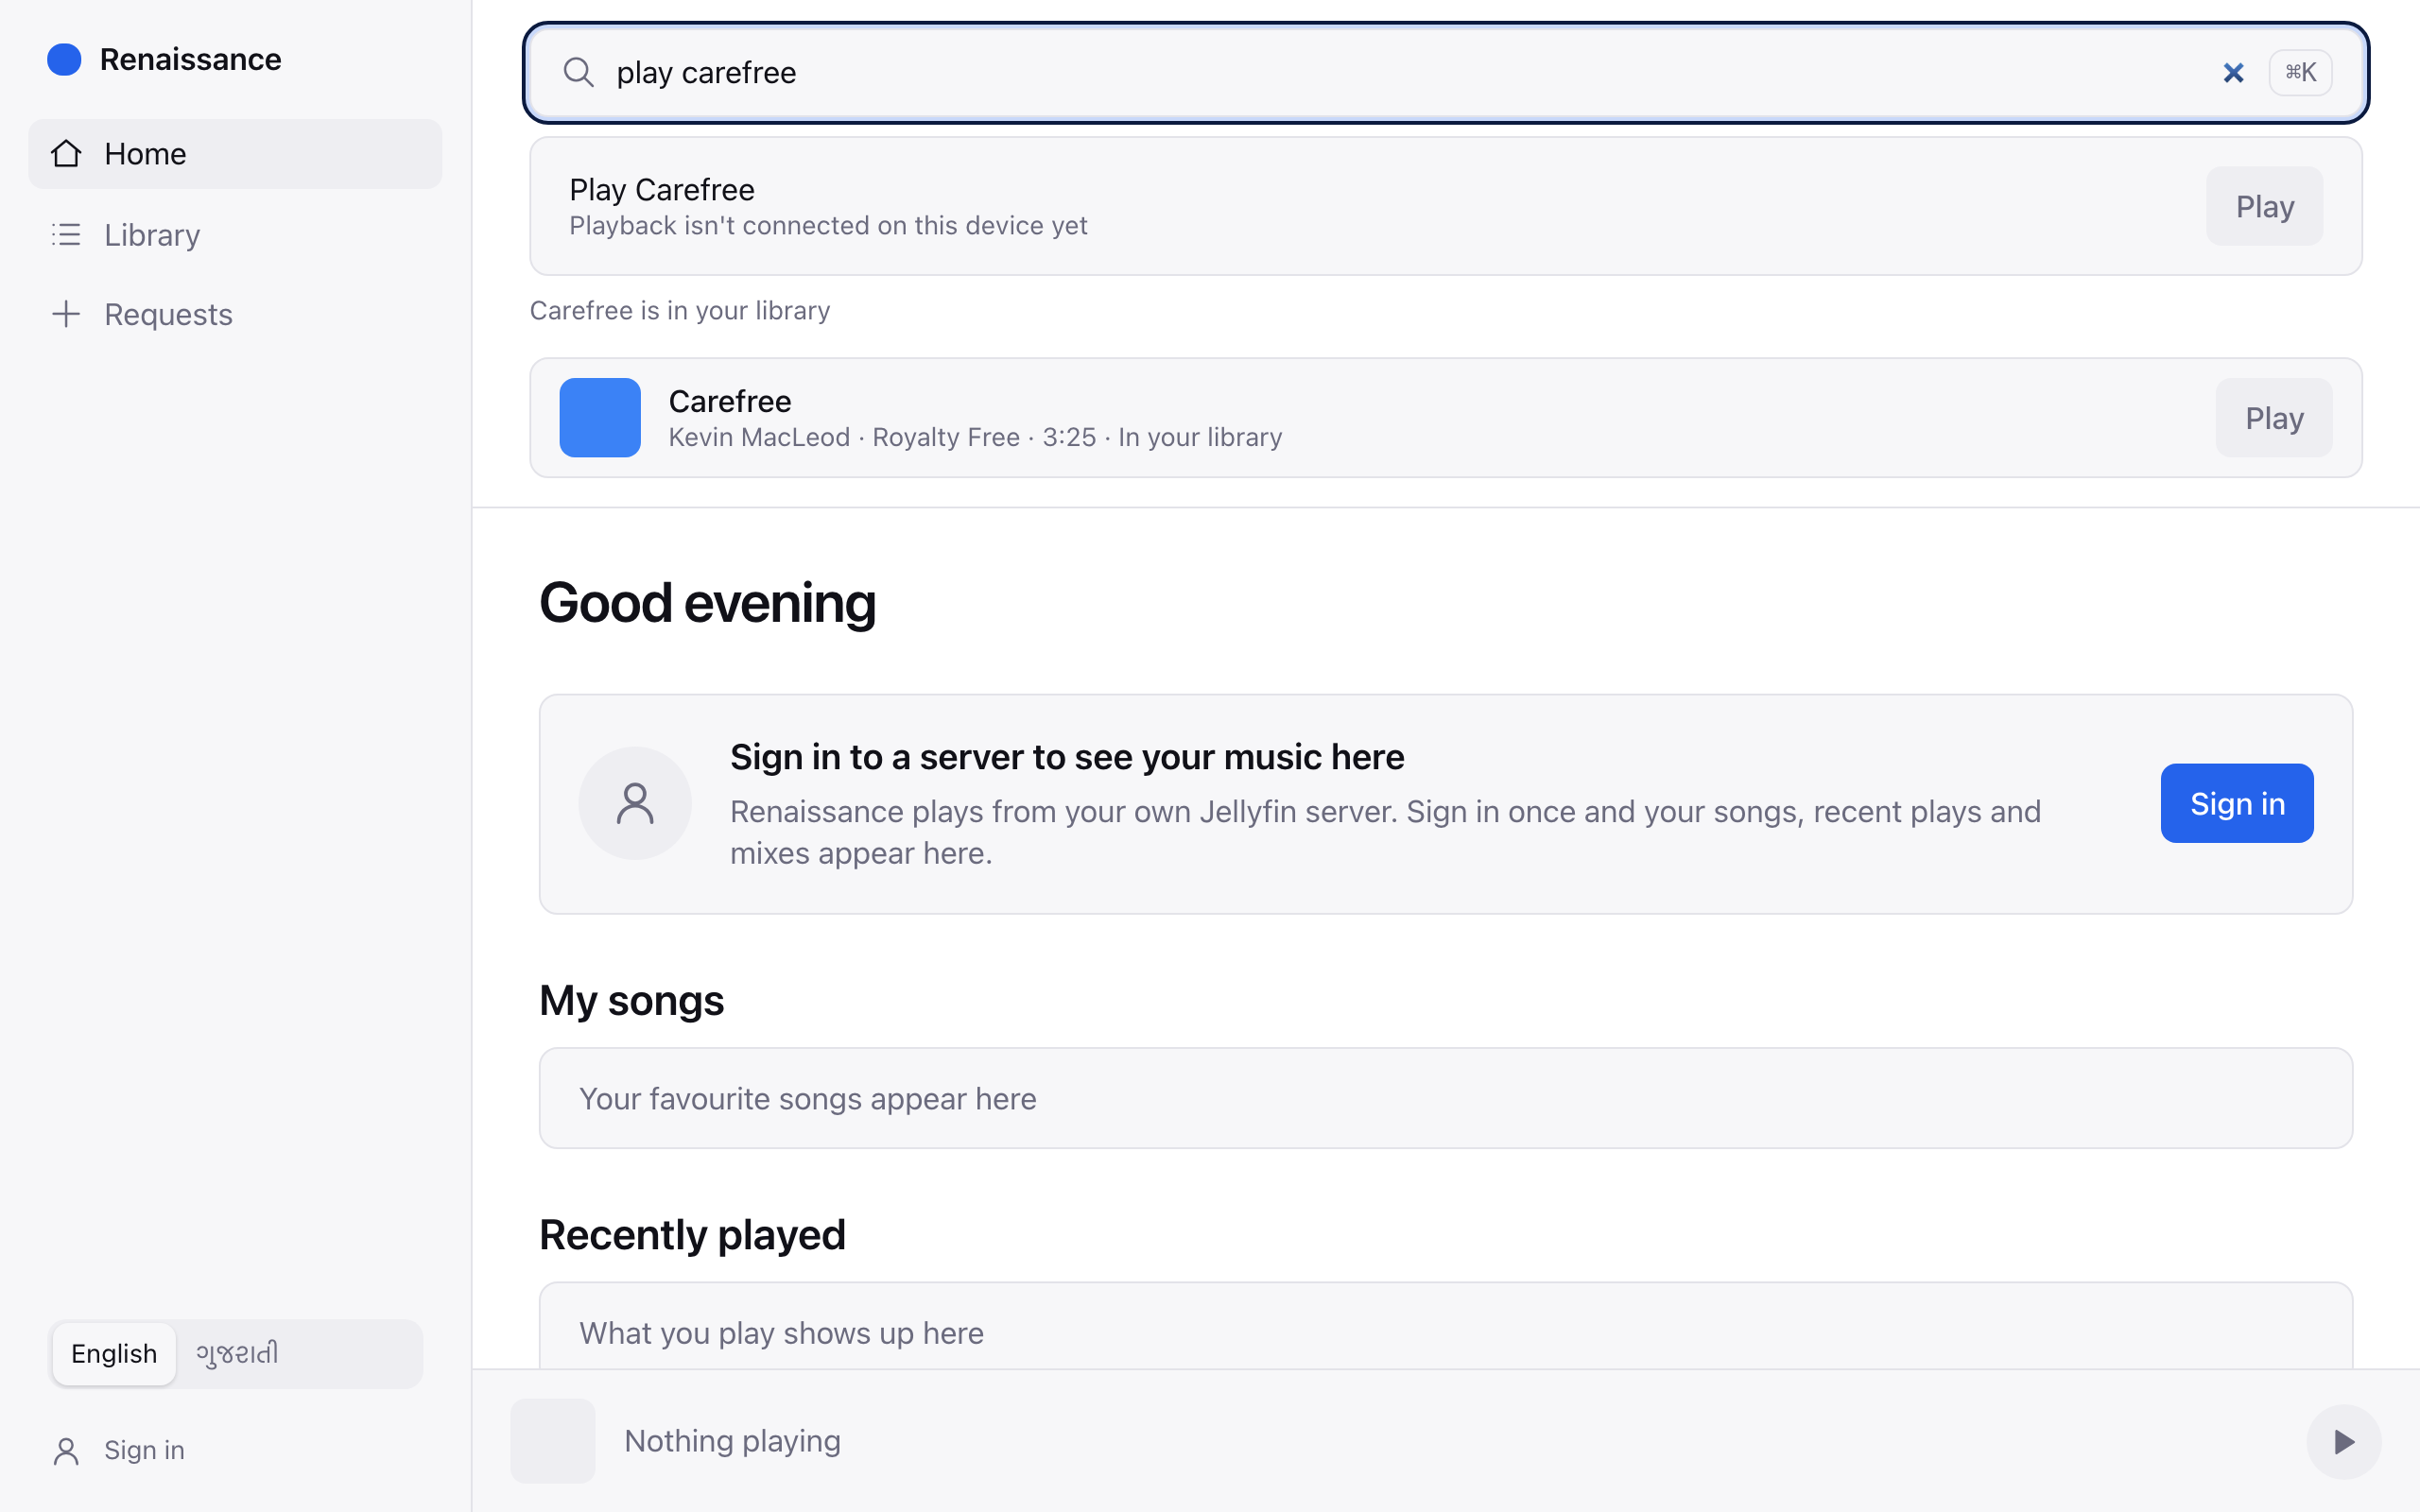 Renaissance
Home
Library
Requests
English
ગુજરાતી
Sign in
play carefree
⌘K
Play Carefree
Playback isn't connected on this device yet
Play
Carefree is in your library
Carefree
Kevin MacLeod · Royalty Free · 3:25 · In your library
Play
Good evening
Sign in to a server to see your music here
Renaissance plays from your own Jellyfin server. Sign in once and your songs, recent plays and
mixes appear here.
Sign in
My songs
Your favourite songs appear here
Recently played
What you play shows up here
Nothing playing